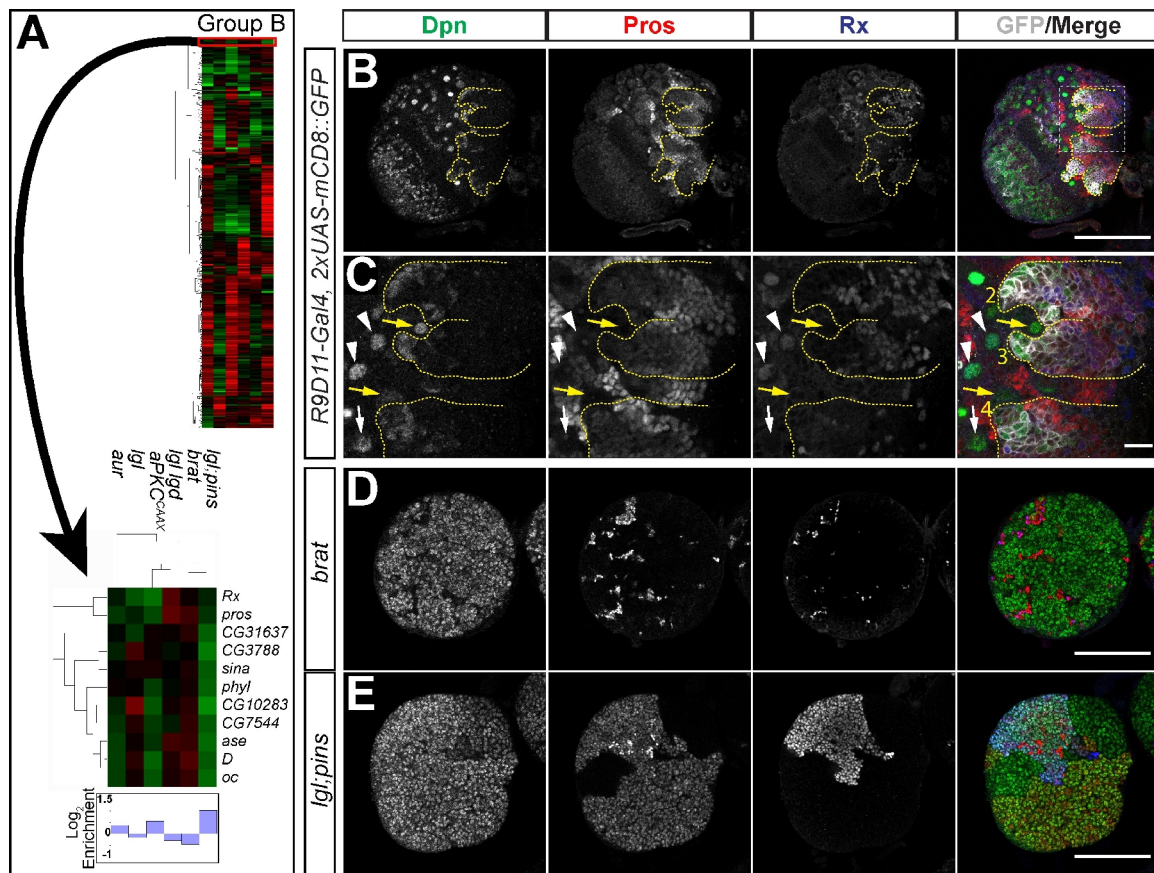 A
Group B
aur
lgl
aPKCCAAX
lgl lgd
brat
lgl;pins
Rx
pros
CG31637
CG3788
sina
phyl
CG10283
CG7544
ase
D
oc
Log2
Enrichment
1.5
0
-1
Dpn
Pros
Rx
GFP/Merge
R9D11-Gal4, 2xUAS-mCD8::GFP
B
C
2
3
4
brat
D
lgl;pins
E